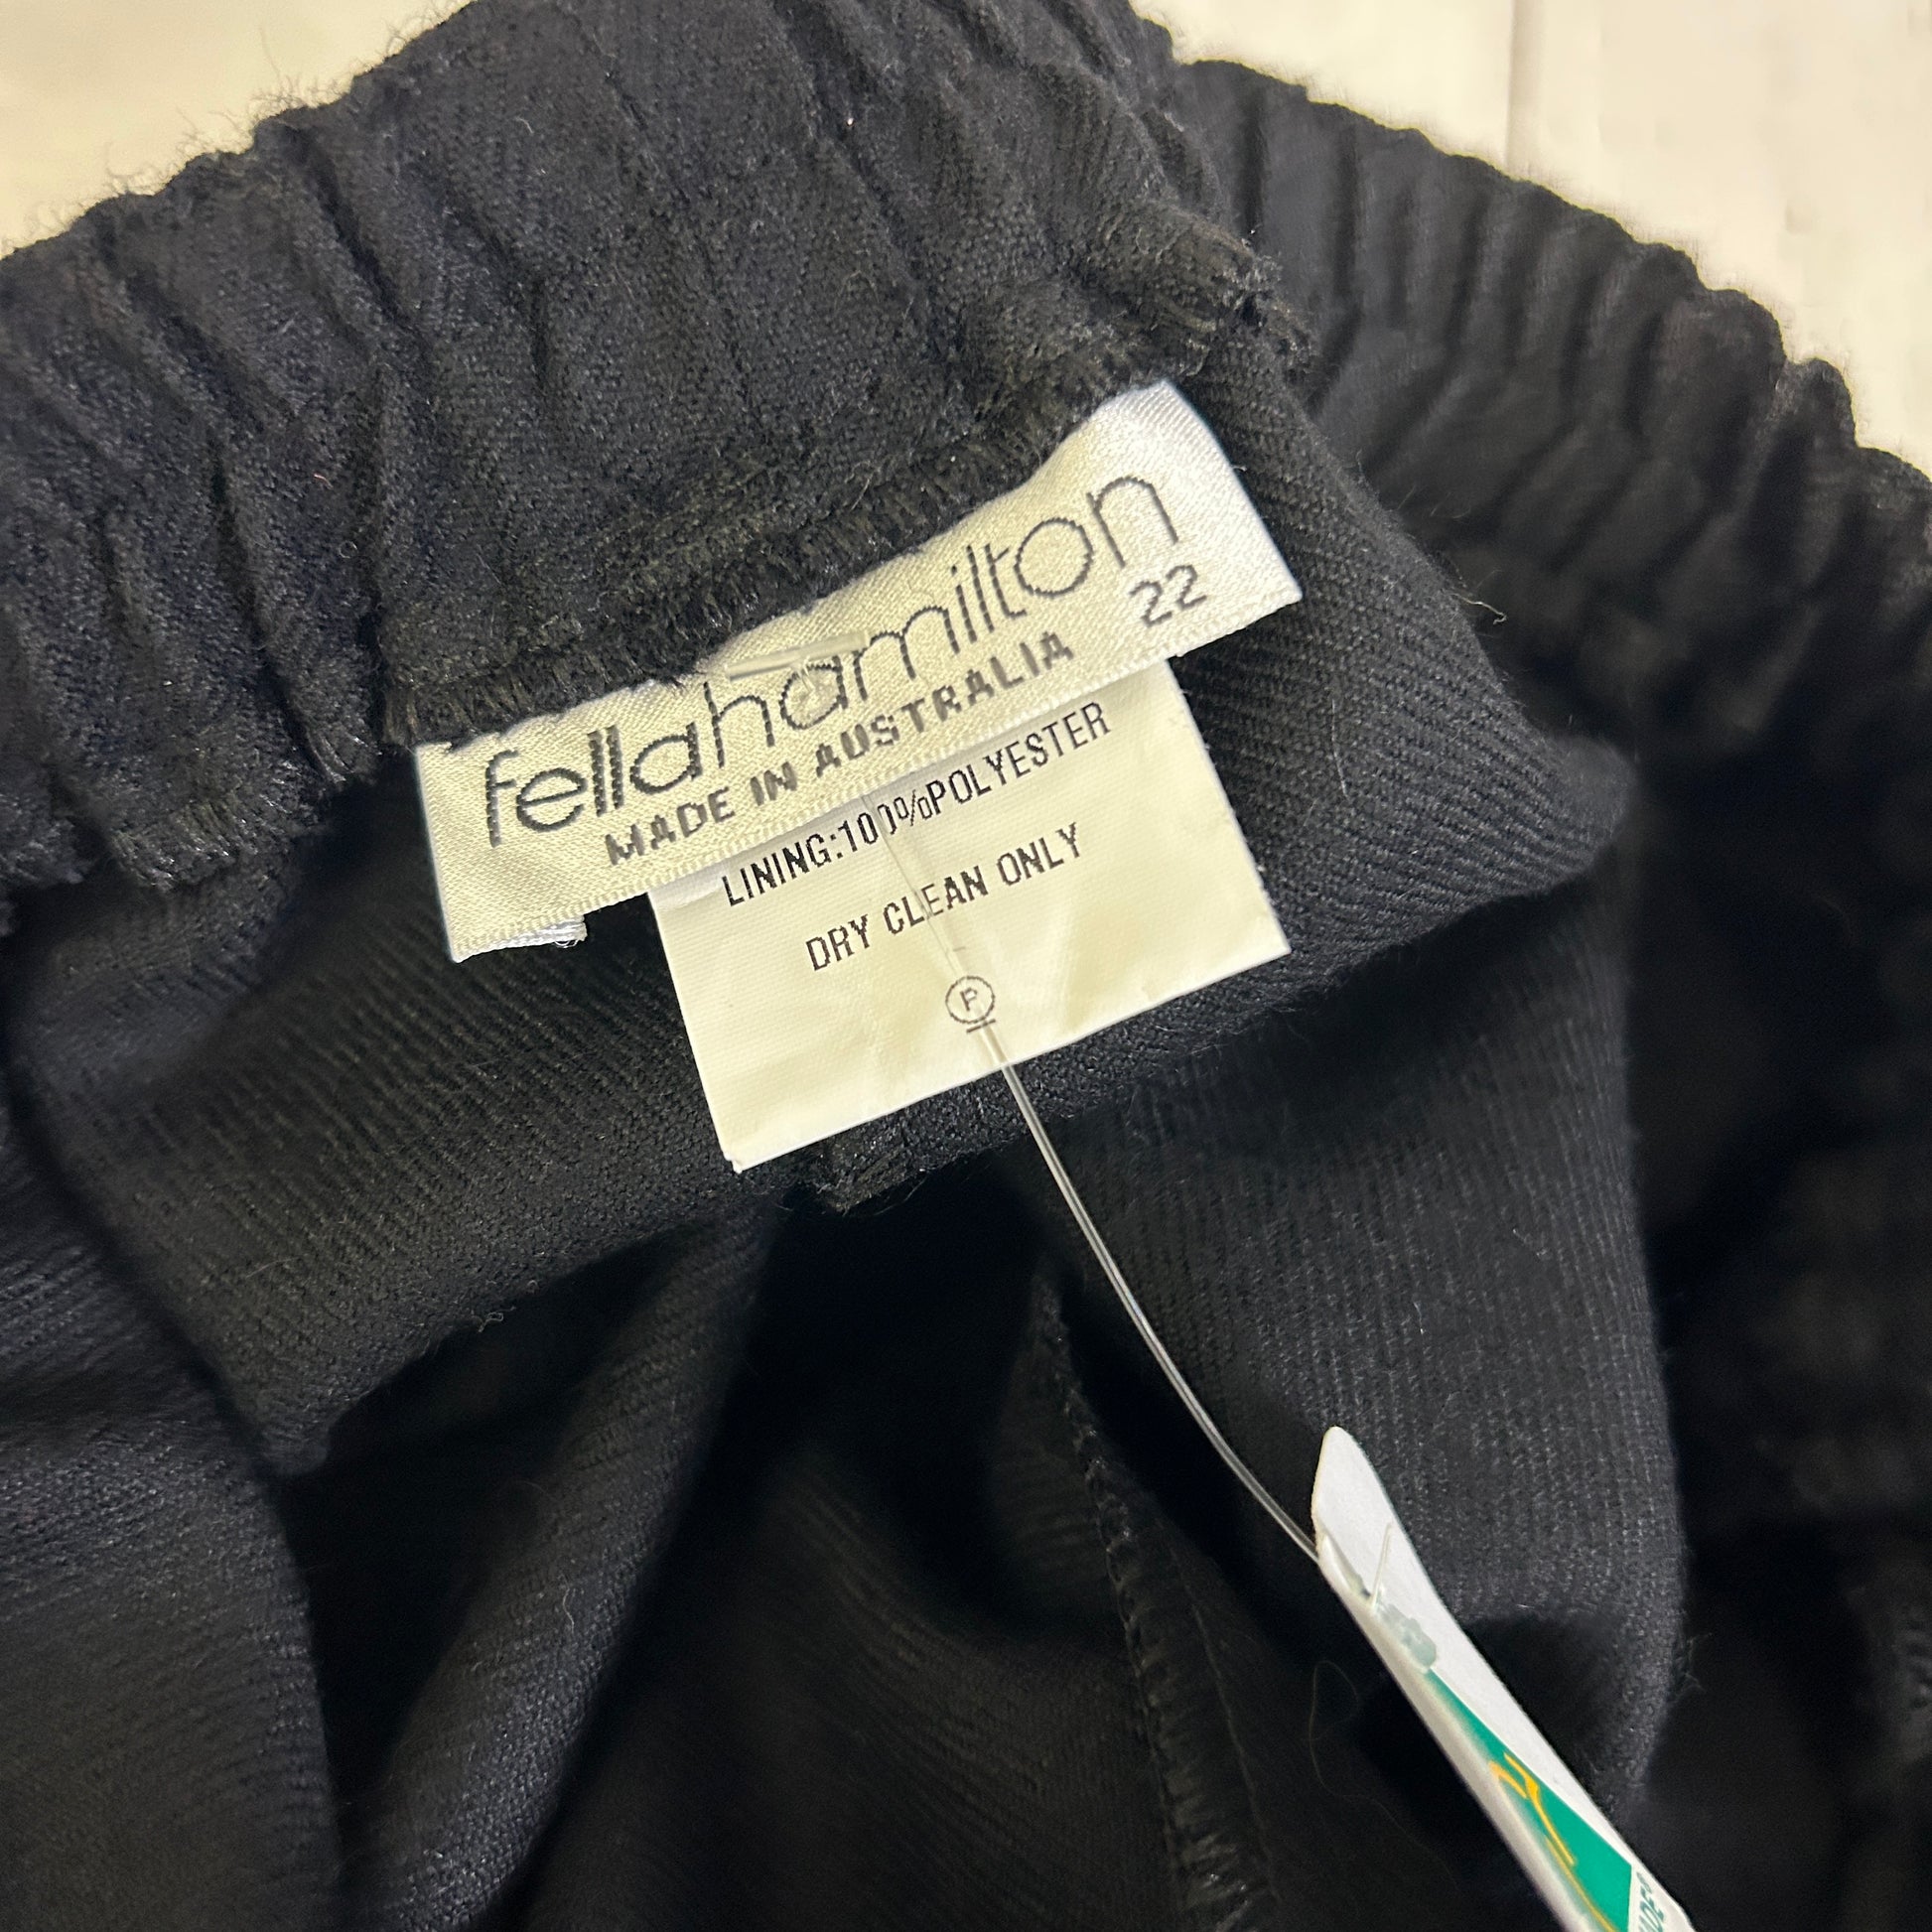 fellahamilton
22
MADE IN AUSTRALIA
LINING:100%POLYESTER
DRY CLEAN ONLY
P